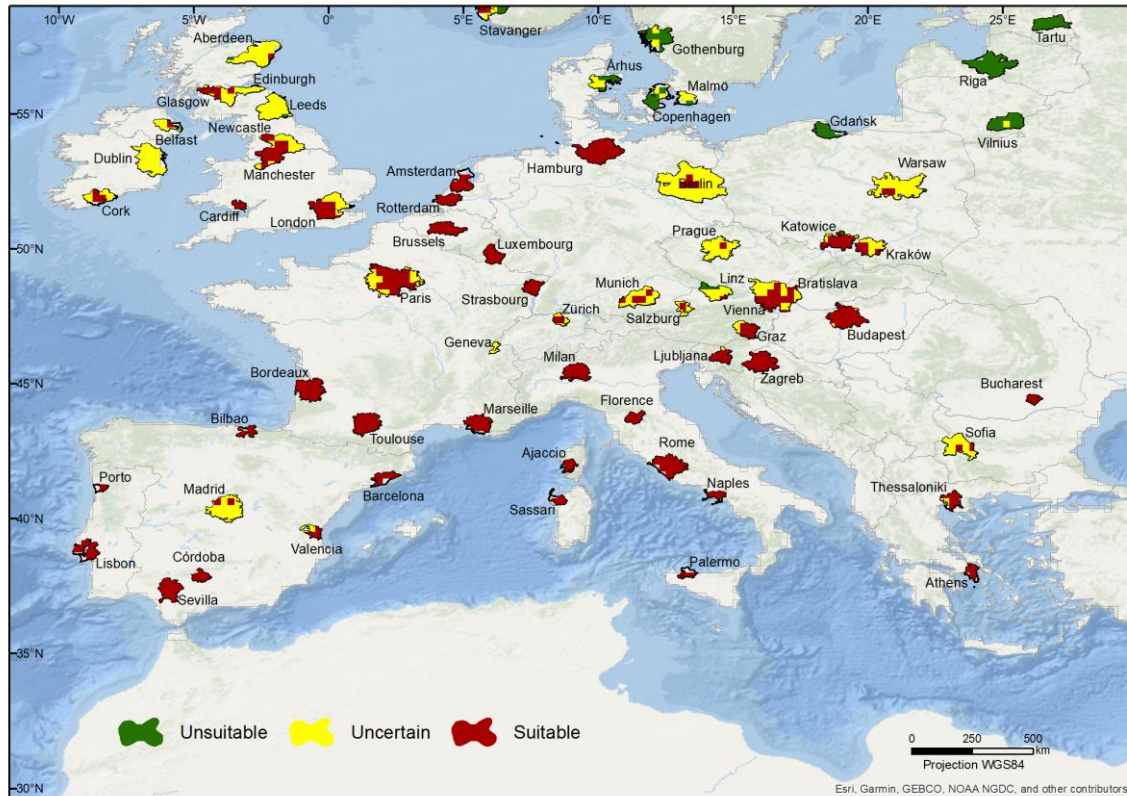 10°W 5°W 0° 5°E 10°E 15°E 20°E 25°E
Stavanger
Tartu
Aberdeen
Gothenburg
Riga
Århus
Edinburgh
Malmö
Glasgow
Leeds
55°N
Copenhagen
Gdańsk
Newcastle
Vilnius
Belfast
Dublin
Hamburg
Warsaw
Amsterdam
Manchester
Berlin
Cork
Cardiff
Rotterdam
London
Katowice
Prague
Brussels
50°N
Luxembourg
Kraków
Linz
Munich
Bratislava
Paris
Strasbourg
Zürich
Salzburg
Vienna
Graz
Budapest
Geneva
Milan
Ljubljana
Bordeaux
45°N
Zagreb
Bucharest
Florence
Marseille
Bilbao
Sofia
Toulouse
Rome
Ajaccio
Porto
Naples
Thessaloniki
Madrid
Barcelona
Sassari
40°N
Valencia
Córdoba
Palermo
Lisbon
Athens
Sevilla
35°N
Unsuitable Uncertain Suitable
0 250 500
km
Projection WGS84
30°N
Esri, Garmin, GEBCO, NOAA NGDC, and other contributors